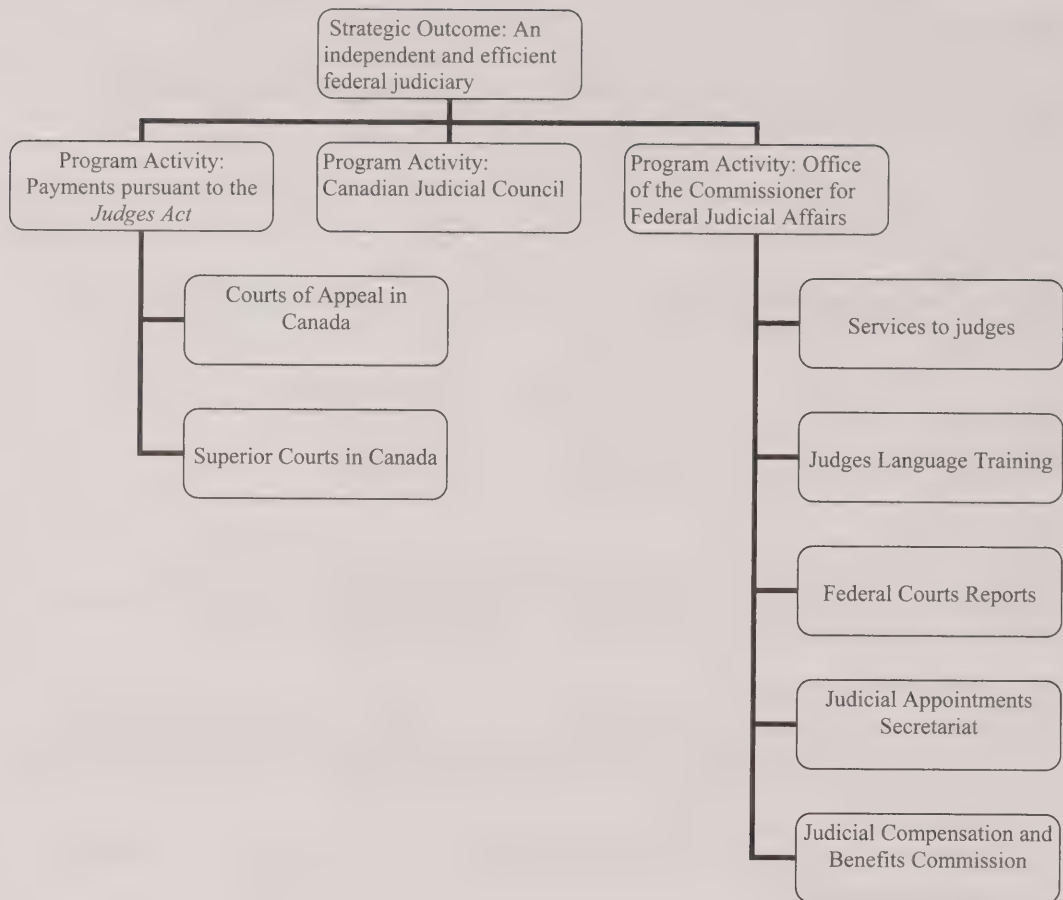 Strategic Outcome: An
independent and efficient
federal judiciary
Program Activity:
Payments pursuant to the
Judges Act
Program Activity:
Canadian Judicial Council
Program Activity: Office
of the Commissioner for
Federal Judicial Affairs
Courts of Appeal in
Canada
Superior Courts in Canada
Services to judges
Judges Language Training
Federal Courts Reports
Judicial Appointments
Secretariat
Judicial Compensation and
Benefits Commission